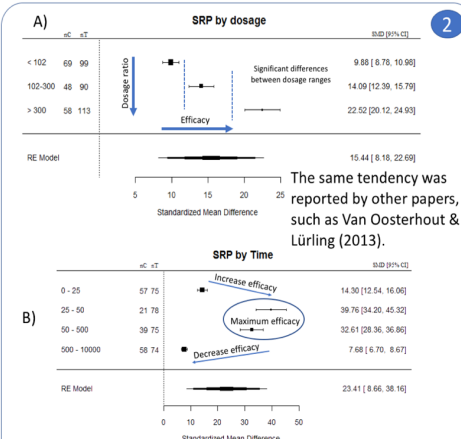 2
A) SRP by dosage
nC nT SMD [95% CI]
< 102 69 99 9.88 [ 8.78, 10.98]
102-300 48 90 14.09 [12.39, 15.79]
> 300 58 113 22.52 [20.12, 24.93]
Dosage ratio
Efficacy
Significant differences
between dosage ranges
RE Model 15.44 [ 8.18, 22.69]
5 10 15 20 25
Standardized Mean Difference
The same tendency was
reported by other papers,
such as Van Oosterhout &
Lürling (2013).
B) SRP by Time
nC nT SMD [95% CI]
0 - 25 57 75 14.30 [12.54, 16.06]
25 - 50 21 78 39.76 [34.20, 45.32]
50 - 500 39 75 32.61 [28.36, 36.86]
500 - 10000 58 74 7.68 [ 6.70, 8.67]
Increase efficacy
Maximum efficacy
Decrease efficacy
RE Model 23.41 [ 8.66, 38.16]
0 10 20 30 40 50
Standardized Mean Difference